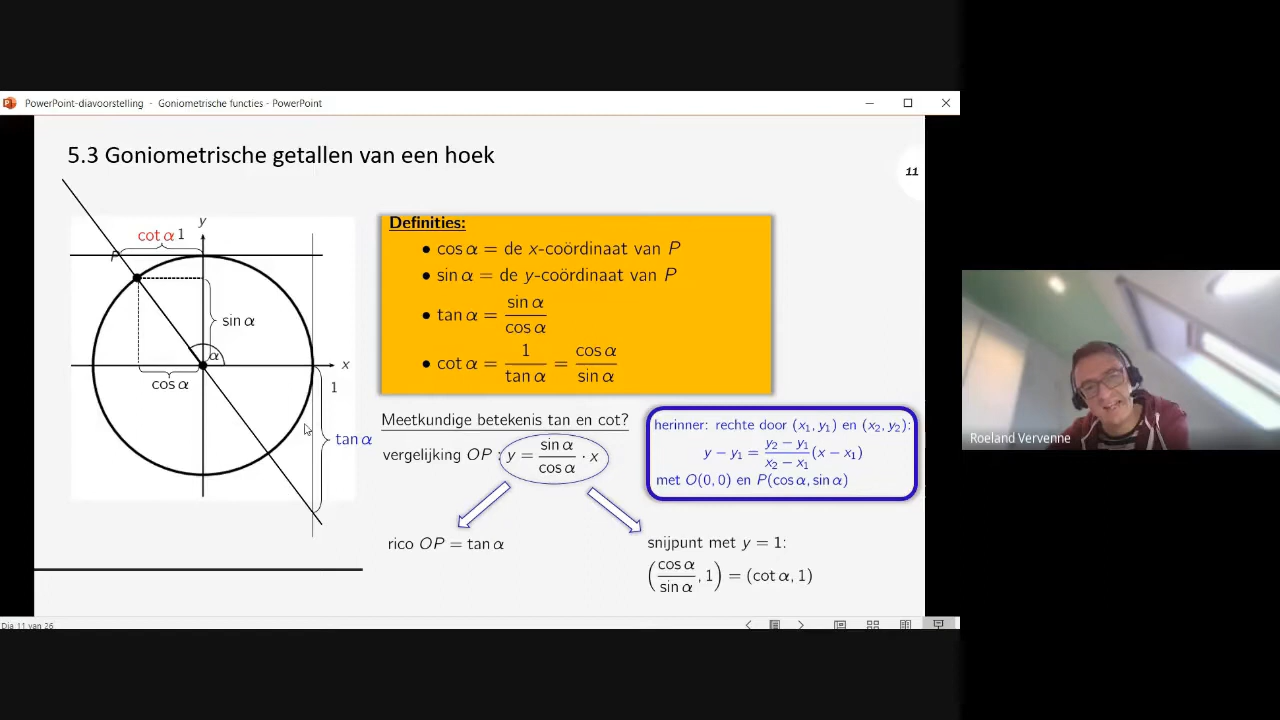 PowerPoint-diavoorstelling - Goniometrische functies - PowerPoint
5.3 Goniometrische getallen van een hoek
11
y
cot α 1
P
sin α
α
x
cos α
1
tan α
Definities:
• cos α = de x-coördinaat van P
• sin α = de y-coördinaat van P
• tan α = sin α / cos α
• cot α = 1 / tan α = cos α / sin α
Meetkundige betekenis tan en cot?
vergelijking OP : y = sin α / cos α · x
rico OP = tan α
herinner: rechte door (x₁, y₁) en (x₂, y₂):
y − y₁ = y₂ − y₁ / x₂ − x₁ (x − x₁)
met O(0, 0) en P(cos α, sin α)
snijpunt met y = 1:
(cos α / sin α, 1) = (cot α, 1)
Dia 11 van 26
Roeland Vervenne